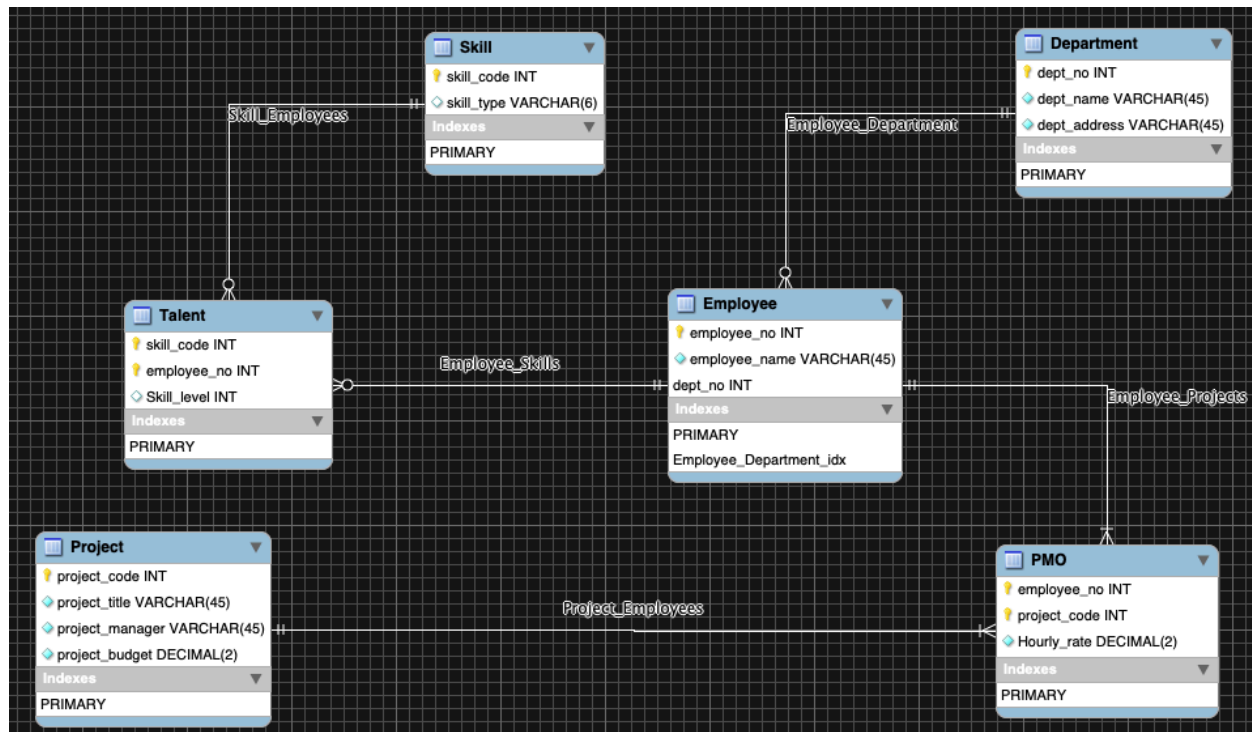 Skill
skill_code INT
skill_type VARCHAR(6)
Indexes
PRIMARY
Department
dept_no INT
dept_name VARCHAR(45)
dept_address VARCHAR(45)
Indexes
PRIMARY
Skill_Employees
Employee_Department
Talent
skill_code INT
employee_no INT
Skill_level INT
Indexes
PRIMARY
Employee_Skills
Employee
employee_no INT
employee_name VARCHAR(45)
dept_no INT
Indexes
PRIMARY
Employee_Department_idx
Employee_Projects
Project
project_code INT
project_title VARCHAR(45)
project_manager VARCHAR(45)
project_budget DECIMAL(2)
Indexes
PRIMARY
Project_Employees
PMO
employee_no INT
project_code INT
Hourly_rate DECIMAL(2)
Indexes
PRIMARY